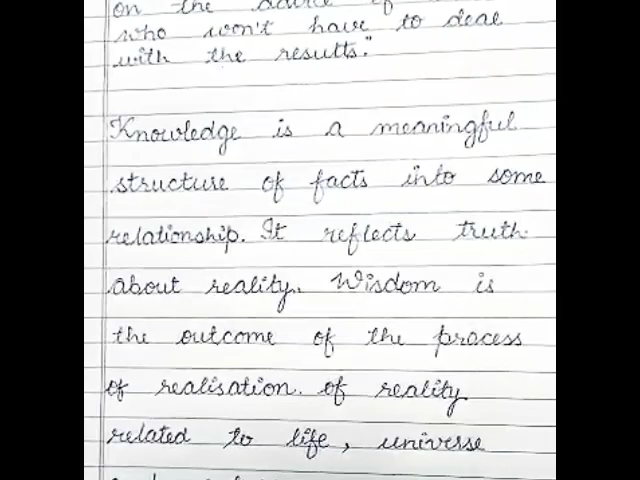 on the advice of
who won't have to deal
with the results."
Knowledge is a meaningful
structure of facts into some
relationship. It reflects truth
about reality. Wisdom is
the outcome of the process
of realisation. of reality
related to life, universe